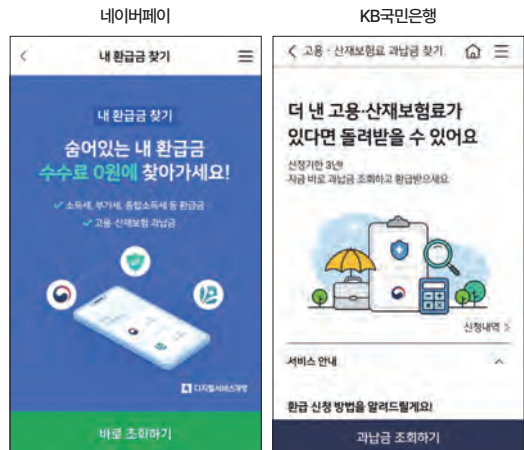 네이버페이
내 환급금 찾기
내 환급금 찾기
숨어있는 내 환급금
수수료 0원에 찾아가세요!
소득세, 부가세, 종합소득세 등 환급금
고용·산재보험 과납금
디지털서비스개방
바로 조회하기
KB국민은행
고용·산재보험료 과납금 찾기
더 낸 고용·산재보험료가
있다면 돌려받을 수 있어요
신청기한 3년!
지금 바로 과납금 조회하고 환급받으세요
신청내역 >
서비스 안내
환급 신청 방법을 알려드릴게요!
과납금 조회하기